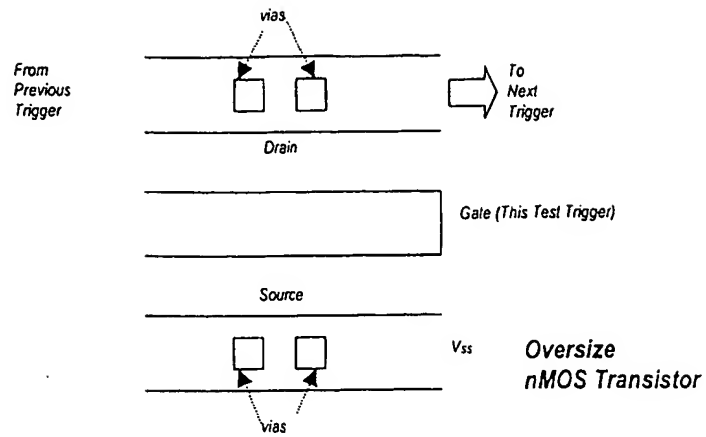 vias
From
Previous
Trigger
To
Next
Trigger
Drain
Gate (This Test Trigger)
Source
Vss
Oversize
nMOS Transistor
vias